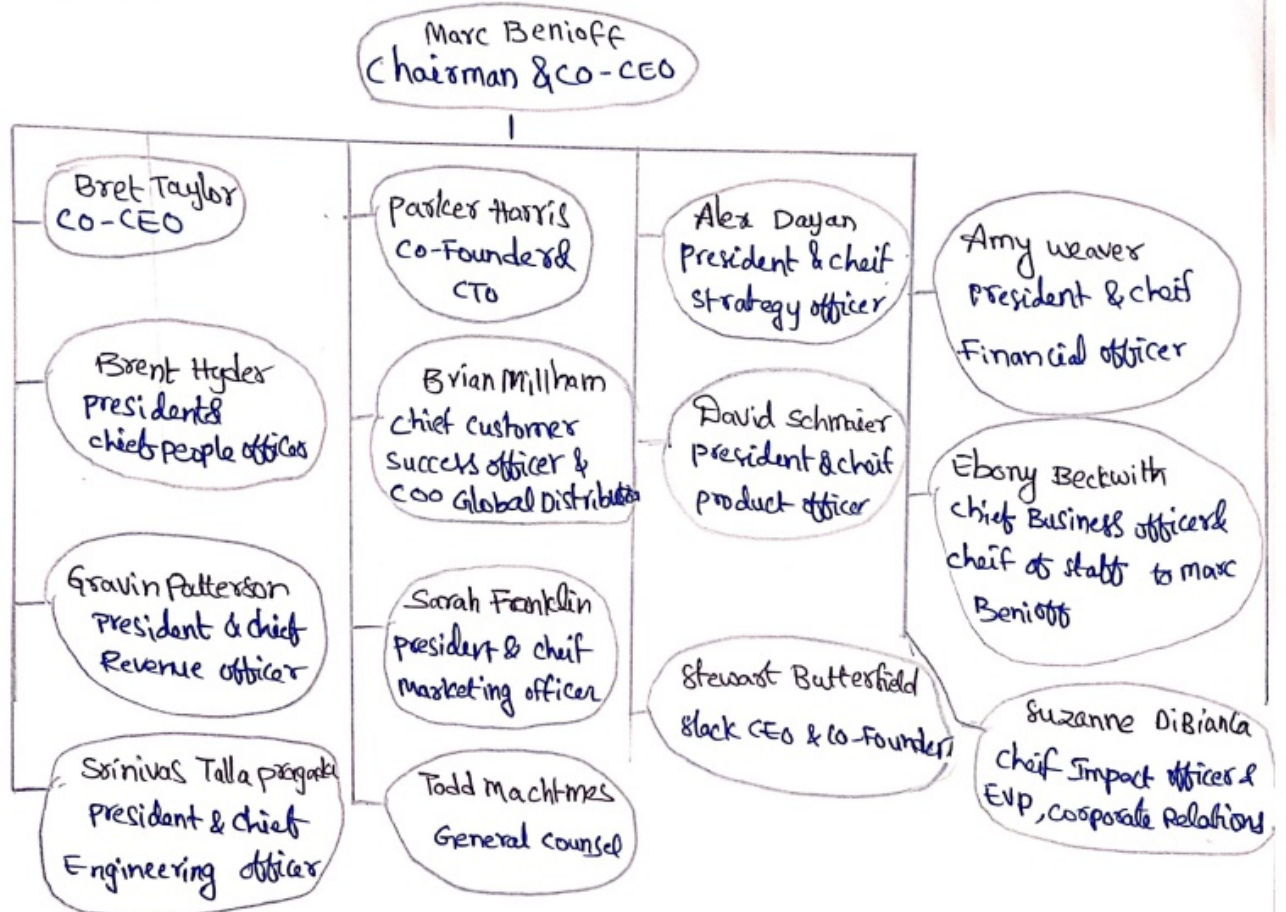 Marc Benioff
Chairman & CO-CEO
Bret Taylor
CO-CEO
Parker Harris
Co-Founder &
CTO
Alex Dayan
President & cheif
strategy officer
Amy weaver
President & cheif
Financial officer
Brent Hyder
president &
chief people officer
Brian Millham
chief customer
success officer &
COO Global Distribution
David Schmaier
president & cheif
product officer
Ebony Beckwith
chief Business officer &
cheif of staff to marc
Benioff
Gravin Patterson
president & chief
Revenue officer
Sarah Franklin
president & cheif
marketing officer
Stewart Butterfield
slack CEO & Co-Founder
Suzanne DiBianca
cheif Impact officer &
EVP, corporate Relations
Srinivas Talla pragada
president & chief
Engineering officer
Todd Machtmes
General counsel